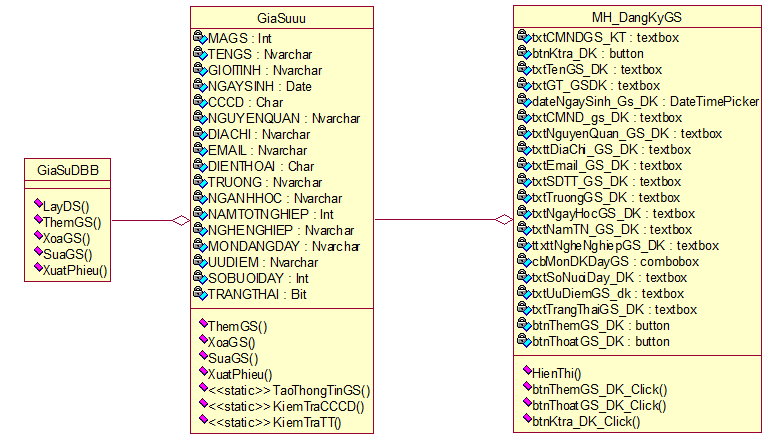 GiaSuDBB
LayDS()
ThemGS()
XoaGS()
SuaGS()
XuatPhieu()
GiaSuuu
MAGS : Int
TENGS : Nvarchar
GIOITINH : Nvarchar
NGAYSINH : Date
CCCD : Char
NGUYENQUAN : Nvarchar
DIACHI : Nvarchar
EMAIL : Nvarchar
DIENTHOAI : Char
TRUONG : Nvarchar
NGANHHOC : Nvarchar
NAMTOTNGHIEP : Int
NGHENGHIEP : Nvarchar
MONDANGDAY : Nvarchar
UUDIEM : Nvarchar
SOBUOIDAY : Int
TRANGTHAI : Bit
ThemGS()
XoaGS()
SuaGS()
XuatPhieu()
<<static>> TaoThongTinGS()
<<static>> KiemTraCCCD()
<<static>> KiemTraTT()
MH_DangKyGS
txtCMNDGS_KT : textbox
btnKtra_DK : button
txtTenGS_DK : textbox
txtGT_GSDK : textbox
dateNgaySinh_Gs_DK : DateTimePicker
txtCMND_gs_DK : textbox
txtNguyenQuan_GS_DK : textbox
txttDiaChi_GS_DK : textbox
txtEmail_GS_DK : textbox
txtSDTT_GS_DK : textbox
txtTruongGS_DK : textbox
txtNgayHocGS_DK : textbox
txtNamTN_GS_DK : textbox
ttxttNgheNghiepGS_DK : textbox
cbMonDKDayGS : combobox
txtSoNuoiDay_DK : textbox
txtUuDiemGS_dk : textbox
txtTrangThaiGS_DK : textbox
btnThemGS_DK : button
btnThoatGS_DK : button
HienThi()
btnThemGS_DK_Click()
btnThoatGS_DK_Click()
btnKtra_DK_Click()